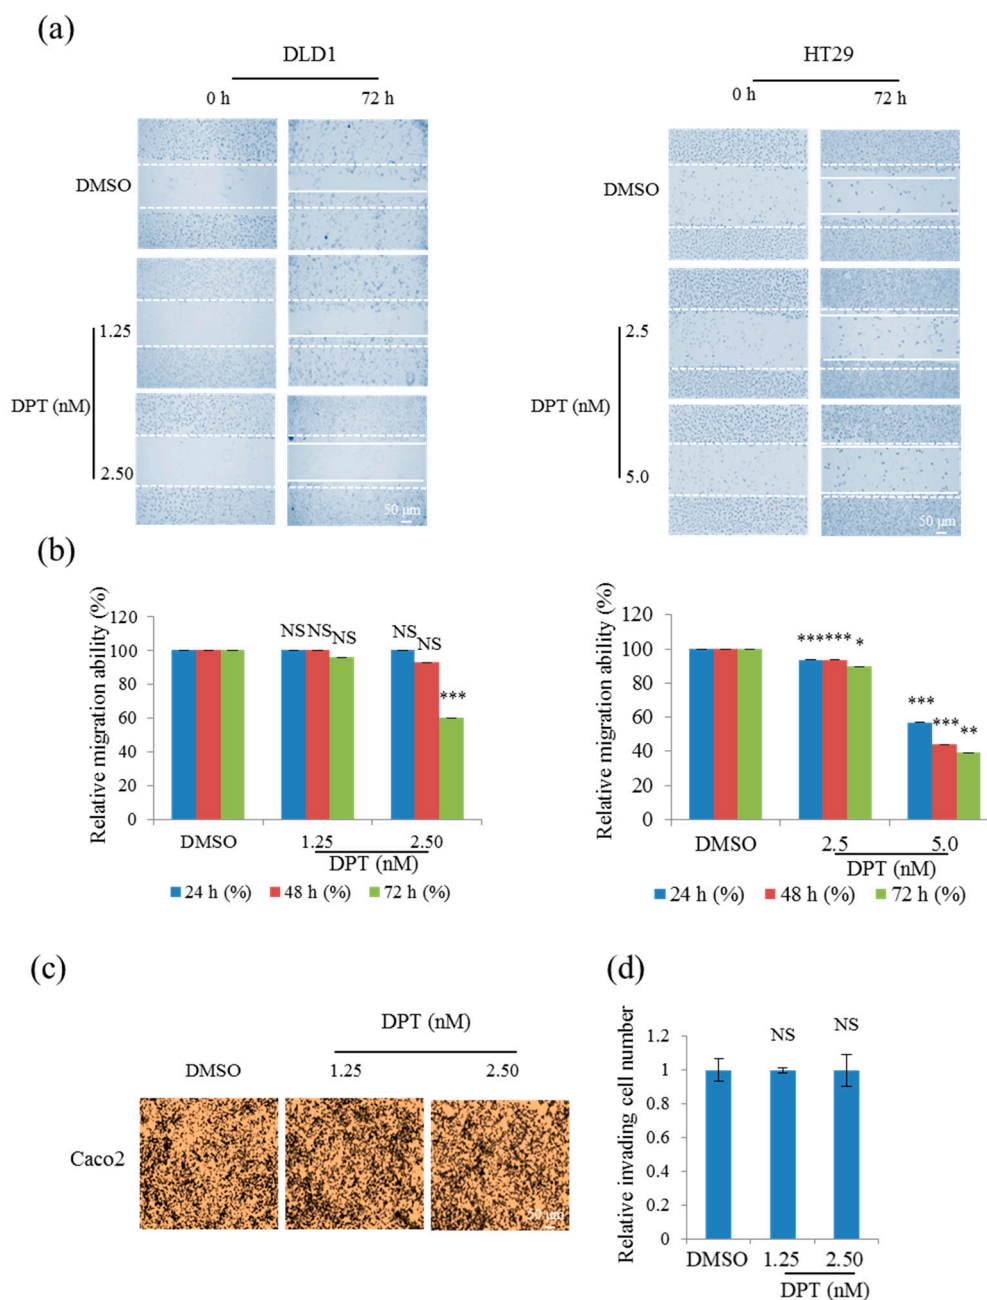 (a)
DLD1
0 h 72 h
DMSO
1.25
DPT (nM)
2.50
50 µm
HT29
0 h 72 h
DMSO
2.5
DPT (nM)
5.0
50 µm
(b)
Relative migration ability (%)
120
100
80
60
40
20
0
NS NS NS
NS NS ***
DMSO 1.25 2.50
DPT (nM)
24 h (%) 48 h (%) 72 h (%)
Relative migration ability (%)
120
100
80
60
40
20
0
*** *** *
*** *** **
DMSO 2.5 5.0
DPT (nM)
24 h (%) 48 h (%) 72 h (%)
(c)
DPT (nM)
DMSO 1.25 2.50
Caco2
50 µm
(d)
Relative invading cell number
1.2
1
0.8
0.6
0.4
0.2
0
NS NS
DMSO 1.25 2.50
DPT (nM)